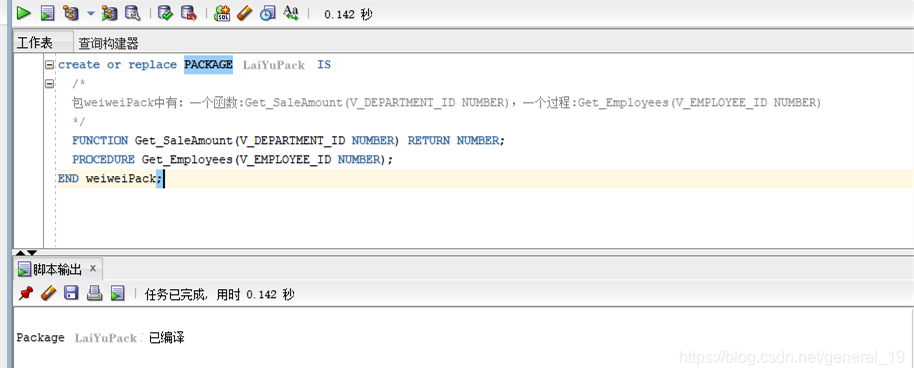 0.142 秒
工作表 查询构建器
create or replace PACKAGE LaiYuPack IS
/*
包weiweiPack中有: 一个函数:Get_SaleAmount(V_DEPARTMENT_ID NUMBER), 一个过程:Get_Employees(V_EMPLOYEE_ID NUMBER)
*/
FUNCTION Get_SaleAmount(V_DEPARTMENT_ID NUMBER) RETURN NUMBER;
PROCEDURE Get_Employees(V_EMPLOYEE_ID NUMBER);
END weiweiPack;
脚本输出 x
任务已完成, 用时 0.142 秒
Package LaiYuPack 已编译
https://blog.csdn.net/general_19